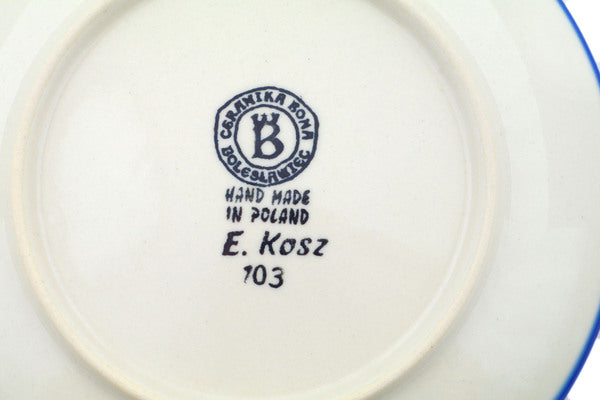 CERAMIKA BONA
BOLESŁAWIEC
B
HAND MADE
IN POLAND
E. Kosz
103